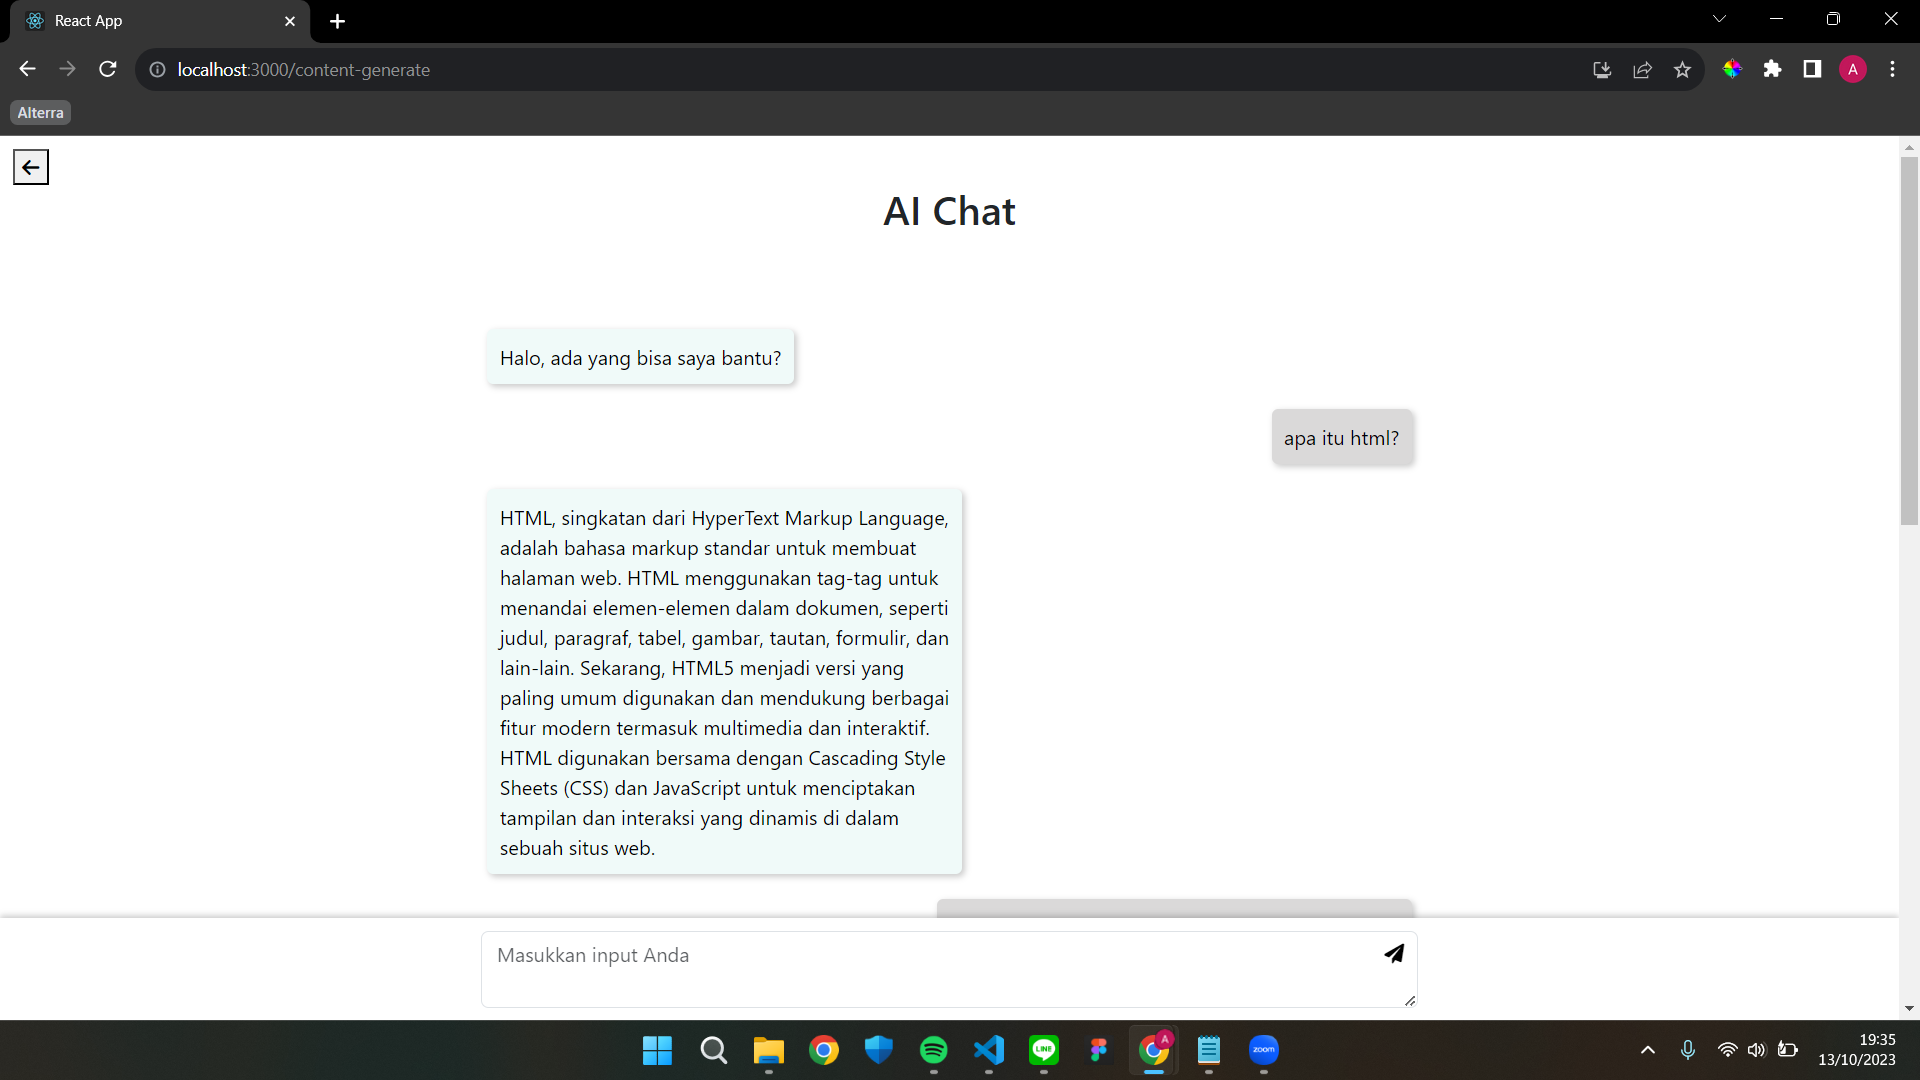 React App
localhost:3000/content-generate
A
Alterra
AI Chat
Halo, ada yang bisa saya bantu?
apa itu html?
HTML, singkatan dari HyperText Markup Language,
adalah bahasa markup standar untuk membuat
halaman web. HTML menggunakan tag-tag untuk
menandai elemen-elemen dalam dokumen, seperti
judul, paragraf, tabel, gambar, tautan, formulir, dan
lain-lain. Sekarang, HTML5 menjadi versi yang
paling umum digunakan dan mendukung berbagai
fitur modern termasuk multimedia dan interaktif.
HTML digunakan bersama dengan Cascading Style
Sheets (CSS) dan JavaScript untuk menciptakan
tampilan dan interaksi yang dinamis di dalam
sebuah situs web.
Masukkan input Anda
LINE
A
zoom
19:35
13/10/2023